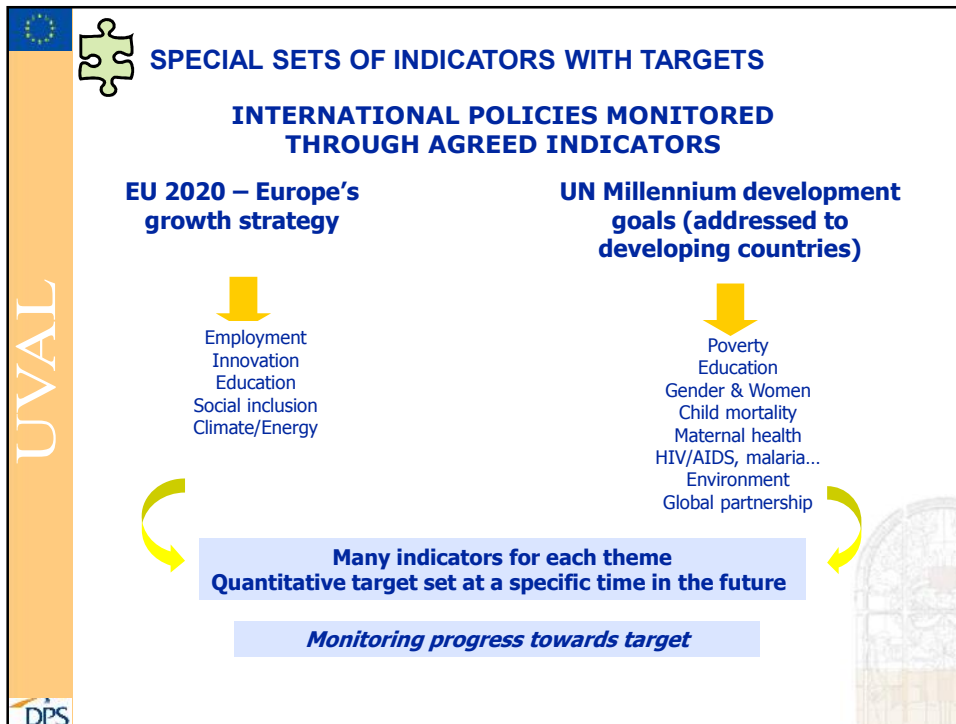 SPECIAL SETS OF INDICATORS WITH TARGETS
INTERNATIONAL POLICIES MONITORED
THROUGH AGREED INDICATORS
EU 2020 – Europe's
growth strategy
Employment
Innovation
Education
Social inclusion
Climate/Energy
UN Millennium development
goals (addressed to
developing countries)
Poverty
Education
Gender & Women
Child mortality
Maternal health
HIV/AIDS, malaria…
Environment
Global partnership
Many indicators for each theme
Quantitative target set at a specific time in the future
Monitoring progress towards target
UVAL
DPS